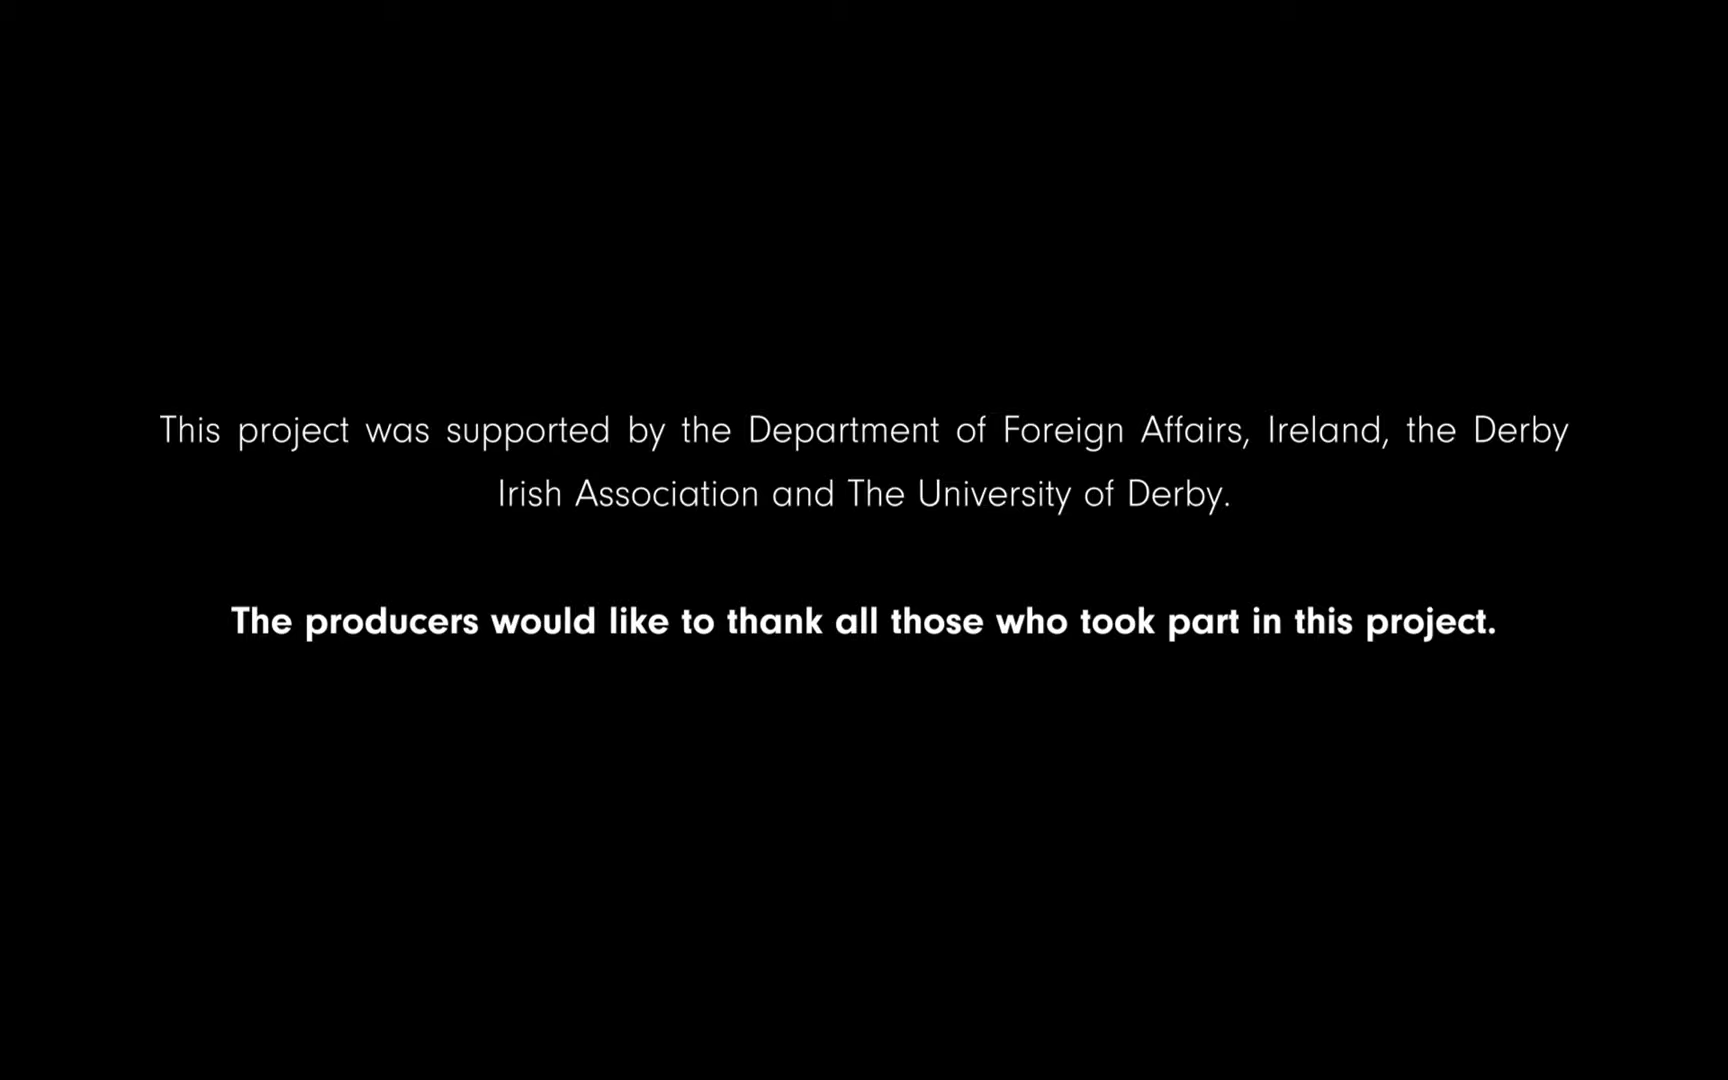 This project was supported by the Department of Foreign Affairs, Ireland, the Derby
Irish Association and The University of Derby.
The producers would like to thank all those who took part in this project.